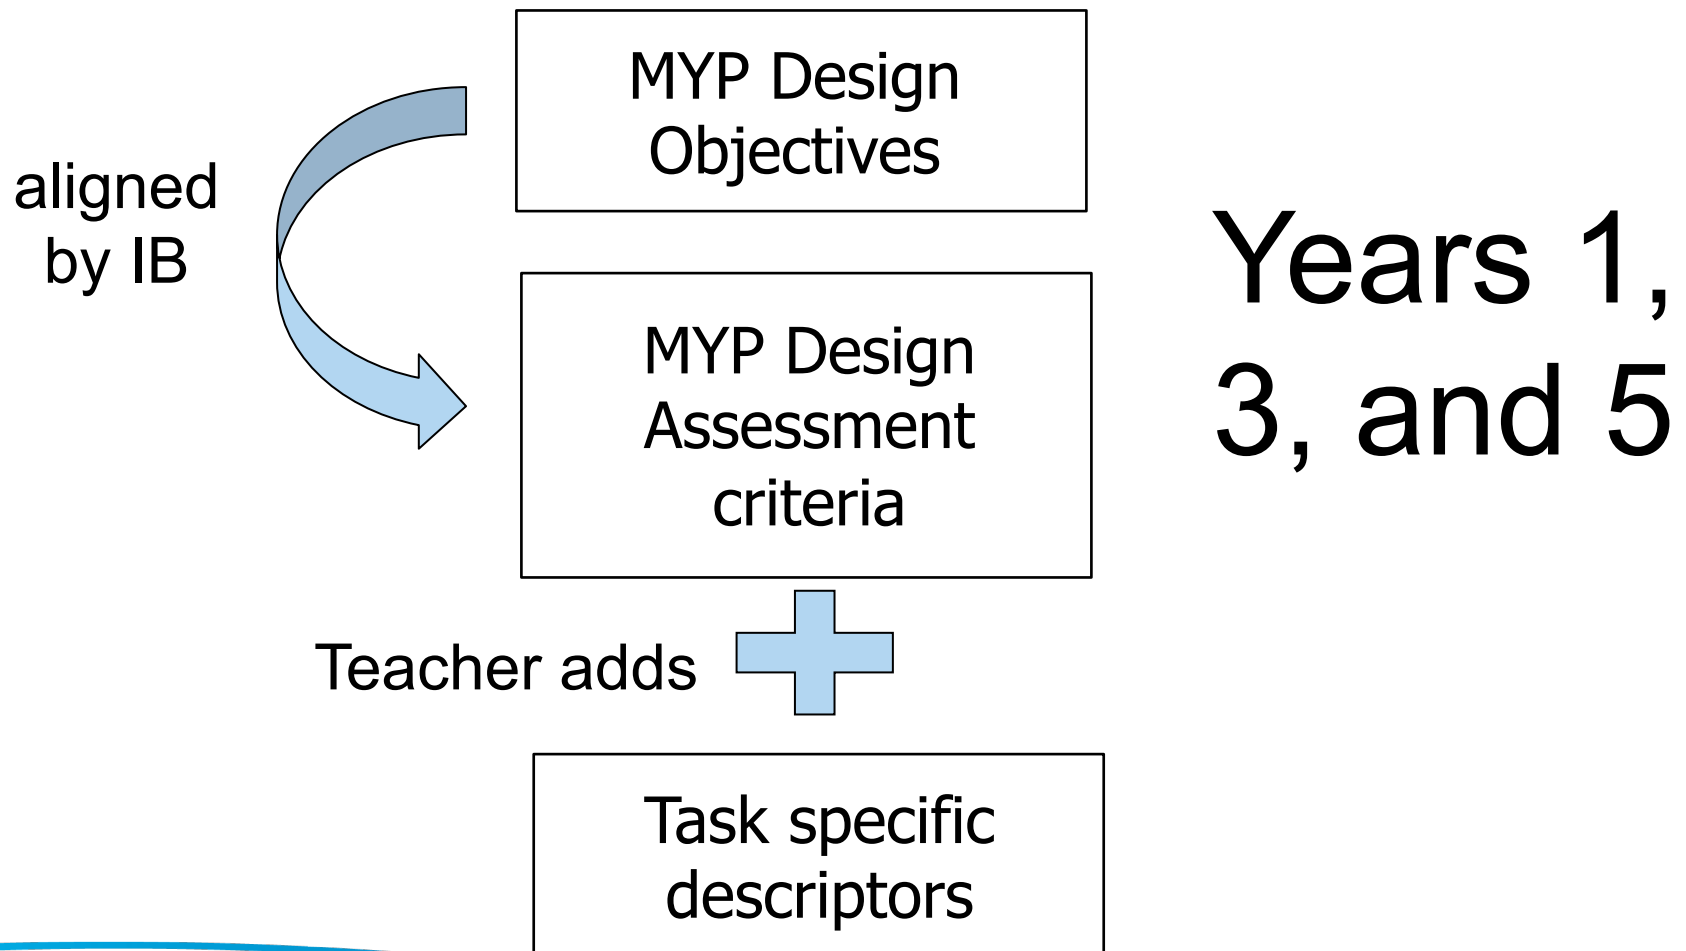 MYP Design
Objectives
aligned
by IB
MYP Design
Assessment
criteria
Years 1,
3, and 5
Teacher adds
Task specific
descriptors